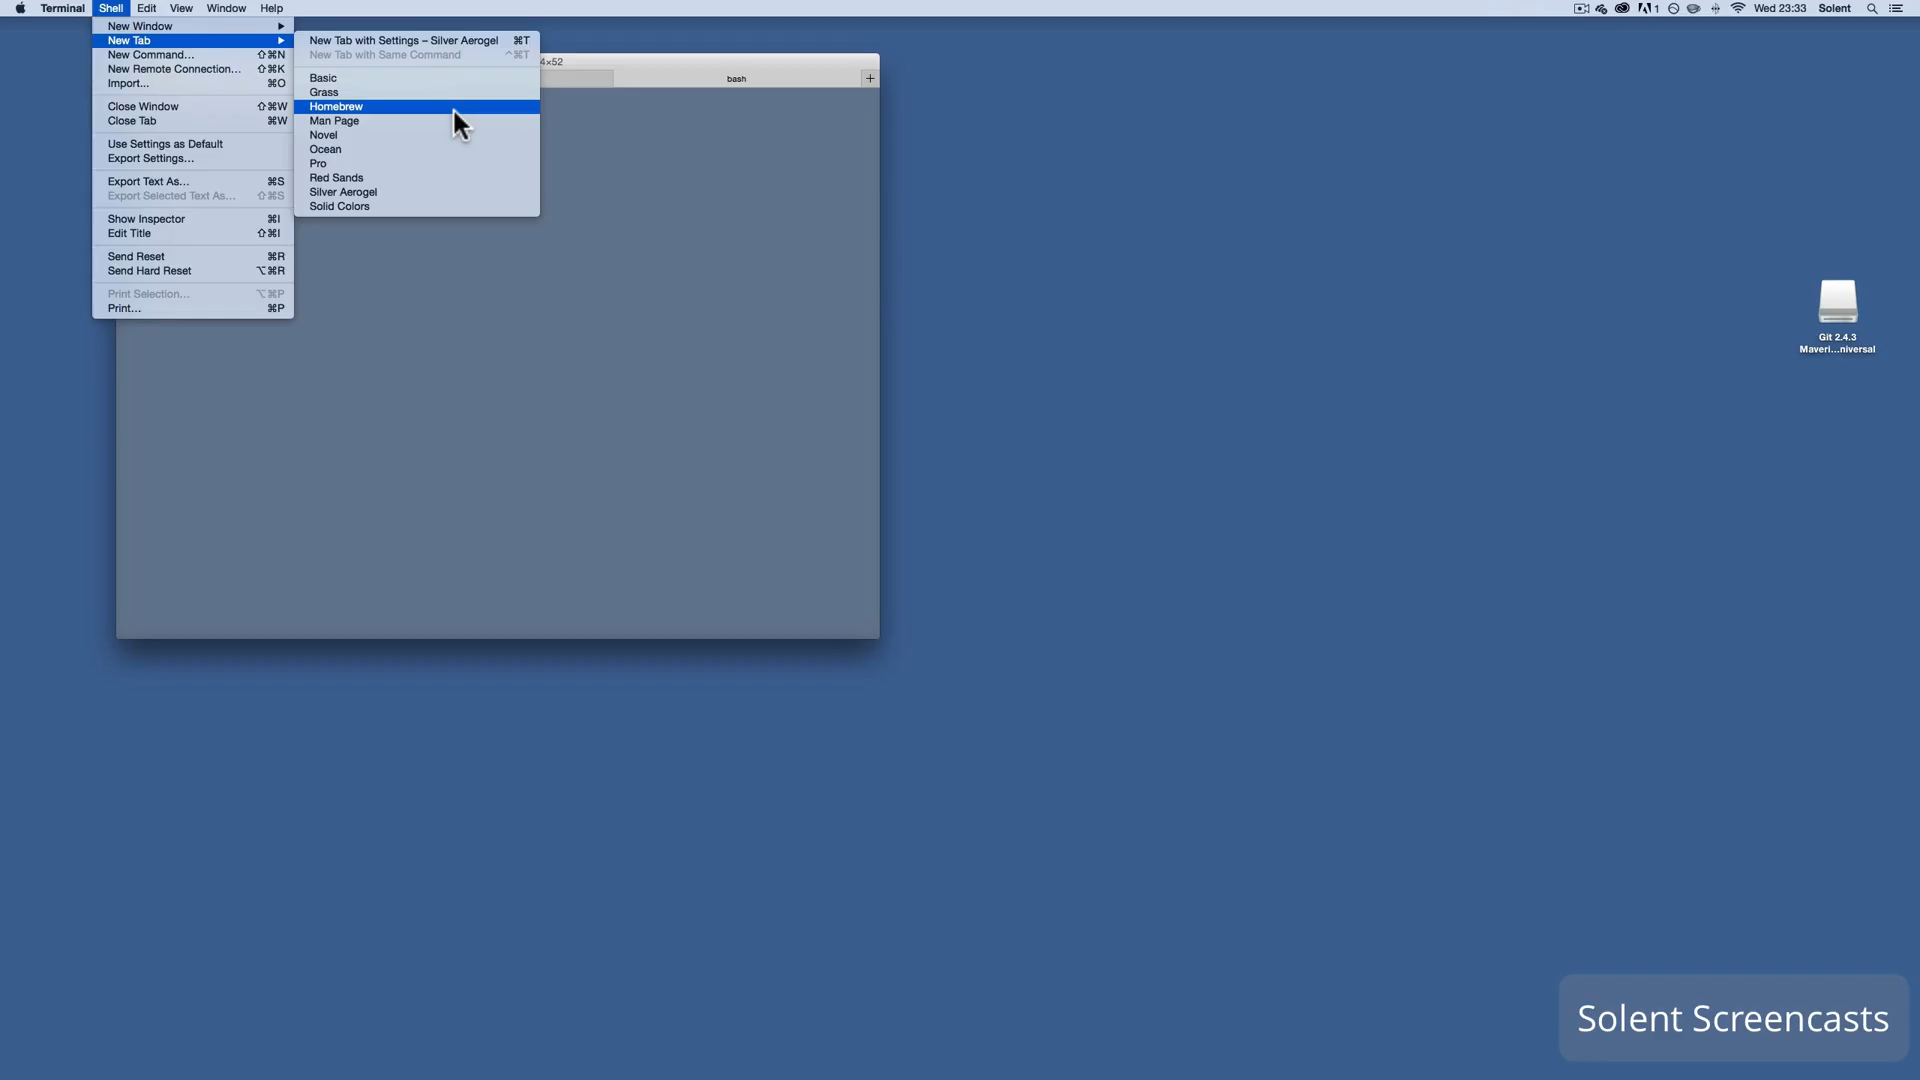 Terminal Shell Edit View Window Help
1 Wed 23:33 Solent
New Window
New Tab
New Command... ⇧⌘N
New Remote Connection... ⇧⌘K
Import... ⌘O
Close Window ⇧⌘W
Close Tab ⌘W
Use Settings as Default
Export Settings...
Export Text As... ⌘S
Export Selected Text As... ⇧⌘S
Show Inspector ⌘I
Edit Title ⇧⌘I
Send Reset ⌘R
Send Hard Reset ⌥⌘R
Print Selection... ⌥⌘P
Print... ⌘P
New Tab with Settings – Silver Aerogel ⌘T
New Tab with Same Command ^⌘T
Basic
Grass
Homebrew
Man Page
Novel
Ocean
Pro
Red Sands
Silver Aerogel
Solid Colors
4×52
bash +
Git 2.4.3
Maveri...niversal
Solent Screencasts